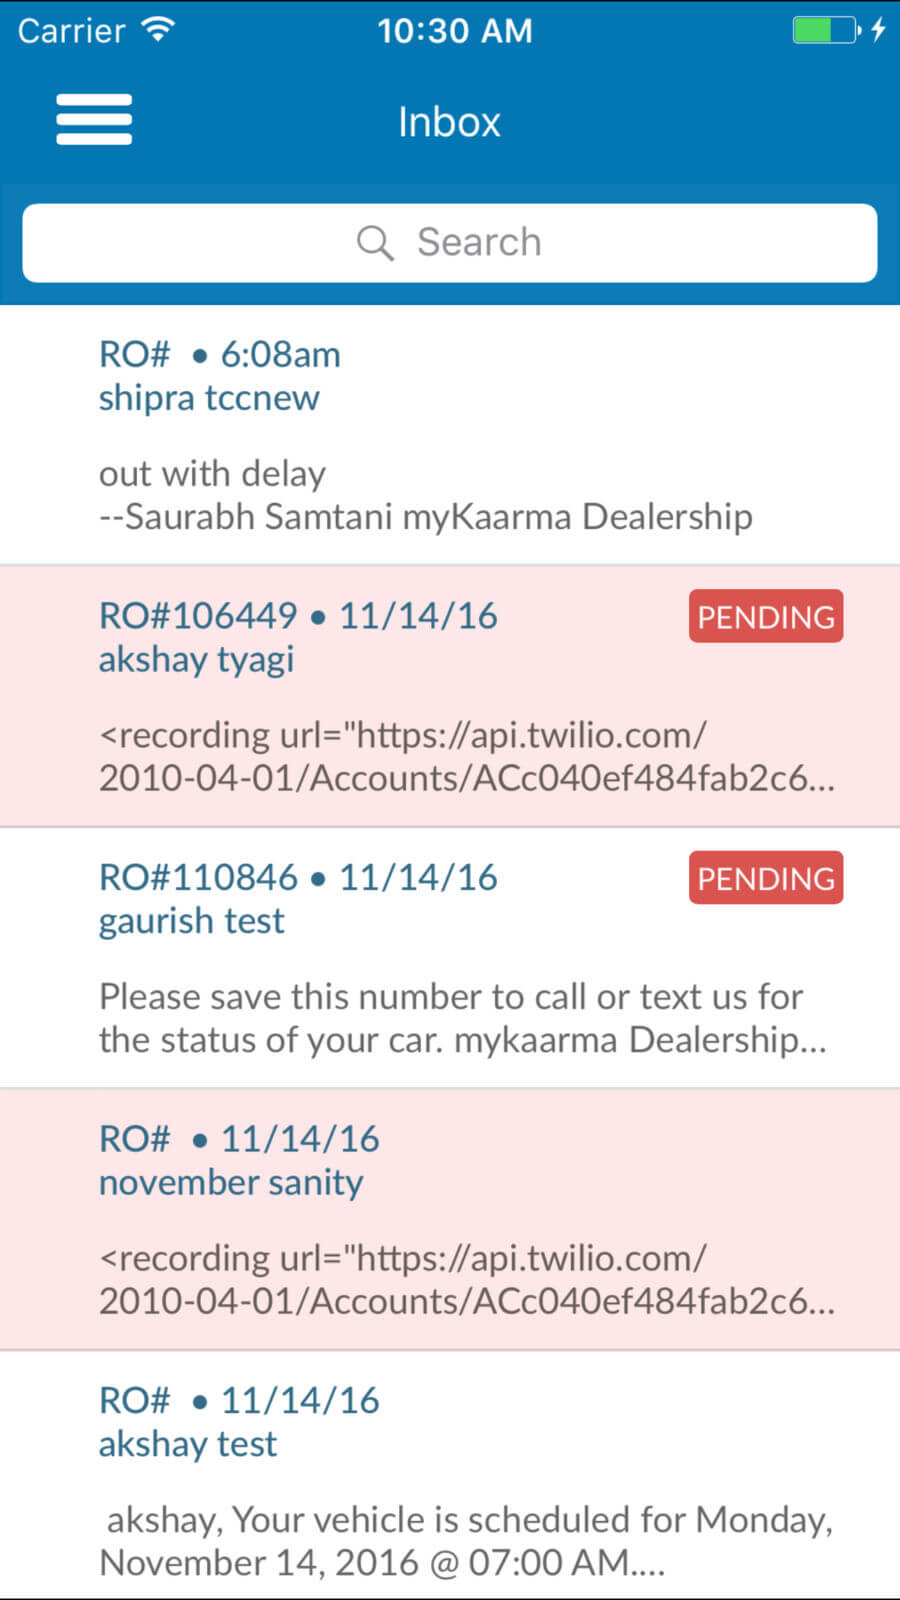 Carrier 10:30 AM
Inbox
Search
RO# • 6:08am
shipra tccnew
out with delay
--Saurabh Samtani myKaarma Dealership
RO#106449 • 11/14/16 PENDING
akshay tyagi
<recording url="https://api.twilio.com/
2010-04-01/Accounts/ACc040ef484fab2c6...
RO#110846 • 11/14/16 PENDING
gaurish test
Please save this number to call or text us for
the status of your car. mykaarma Dealership...
RO# • 11/14/16
november sanity
<recording url="https://api.twilio.com/
2010-04-01/Accounts/ACc040ef484fab2c6...
RO# • 11/14/16
akshay test
akshay, Your vehicle is scheduled for Monday,
November 14, 2016 @ 07:00 AM....